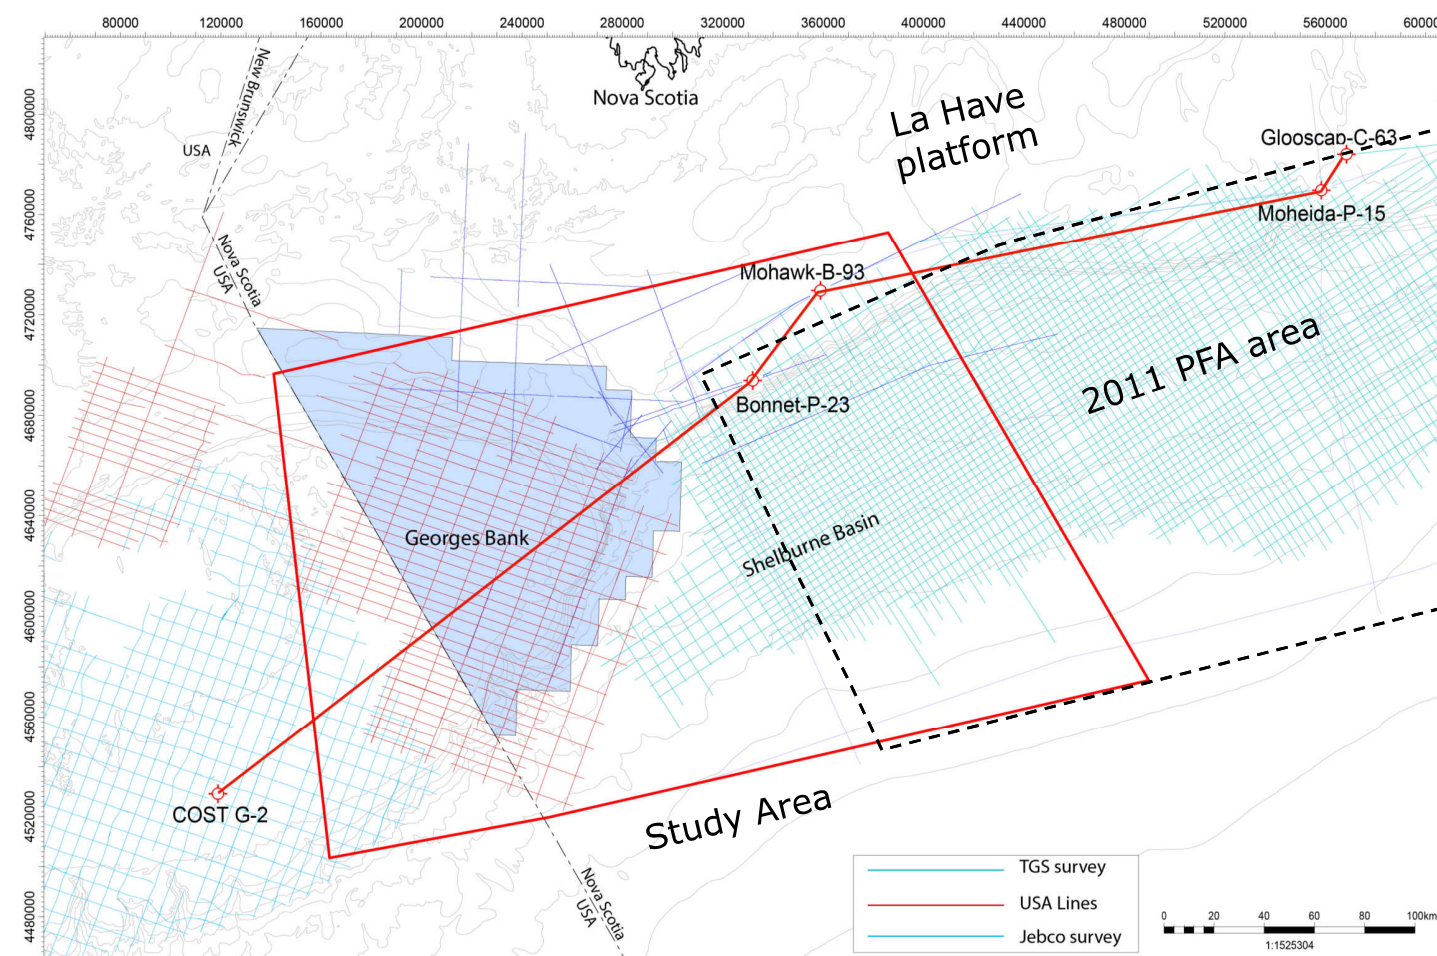 80000 120000 160000 200000 240000 280000 320000 360000 400000 440000 480000 520000 560000 60000
4800000
4760000
4720000
4680000
4640000
4600000
4560000
4520000
4480000
New Brunswick
USA
Nova Scotia
La Have
platform
Glooscap-C-63
Moheida-P-15
Nova Scotia
USA
Mohawk-B-93
2011 PFA area
Bonnet-P-23
Georges Bank
Shelburne Basin
COST G-2
Study Area
Nova Scotia
USA
TGS survey
USA Lines
Jebco survey
0 20 40 60 80 100km
1:1525304